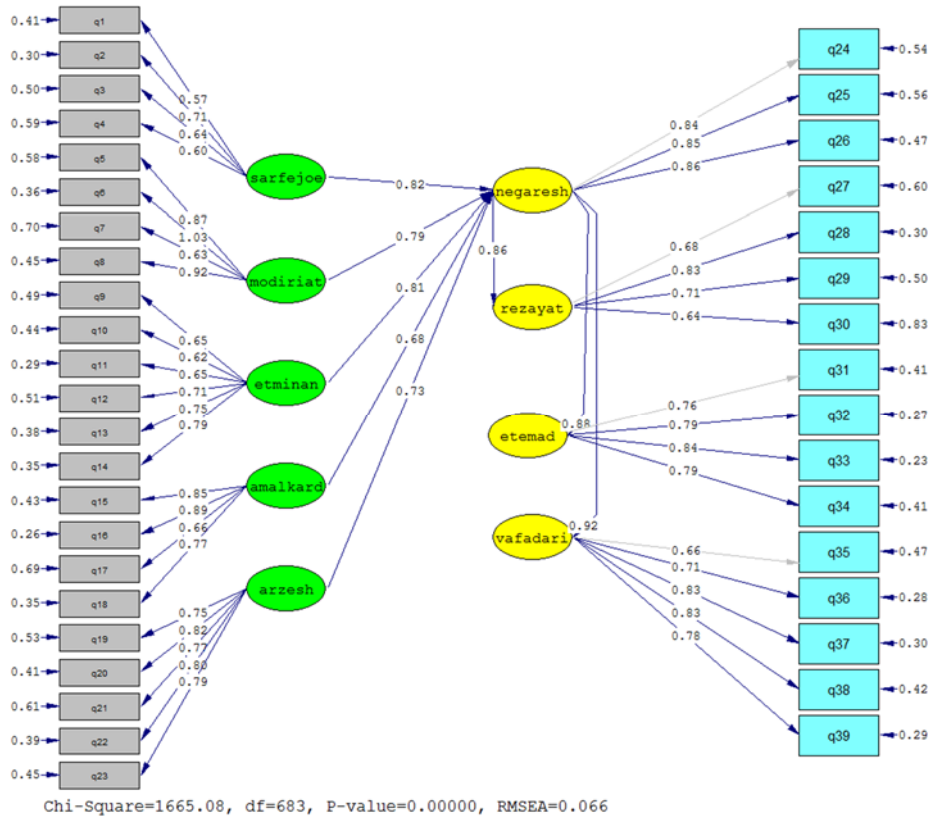 0.41 q1
0.30 q2
0.50 q3
0.59 q4
0.58 q5
0.36 q6
0.70 q7
0.45 q8
0.49 q9
0.44 q10
0.29 q11
0.51 q12
0.38 q13
0.35 q14
0.43 q15
0.26 q16
0.69 q17
0.35 q18
0.53 q19
0.41 q20
0.61 q21
0.39 q22
0.45 q23
0.57
0.71
0.64
0.60
0.87
1.03
0.63
0.92
0.65
0.62
0.65
0.71
0.75
0.79
0.85
0.89
0.66
0.77
0.75
0.82
0.77
0.80
0.79
sarfejoe
modiriat
etminan
amalkard
arzesh
0.82
0.79
0.81
0.68
0.73
negaresh
0.86
rezayat
0.88
etemad
0.92
vafadari
0.84
0.85
0.86
0.68
0.83
0.71
0.64
0.76
0.79
0.84
0.79
0.66
0.71
0.83
0.83
0.78
q24 0.54
q25 0.56
q26 0.47
q27 0.60
q28 0.30
q29 0.50
q30 0.83
q31 0.41
q32 0.27
q33 0.23
q34 0.41
q35 0.47
q36 0.28
q37 0.30
q38 0.42
q39 0.29
Chi-Square=1665.08, df=683, P-value=0.00000, RMSEA=0.066